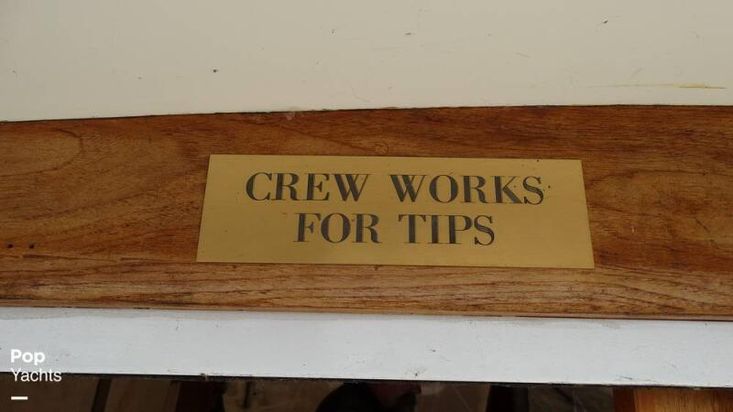 CREW WORKS
FOR TIPS
Pop
Yachts